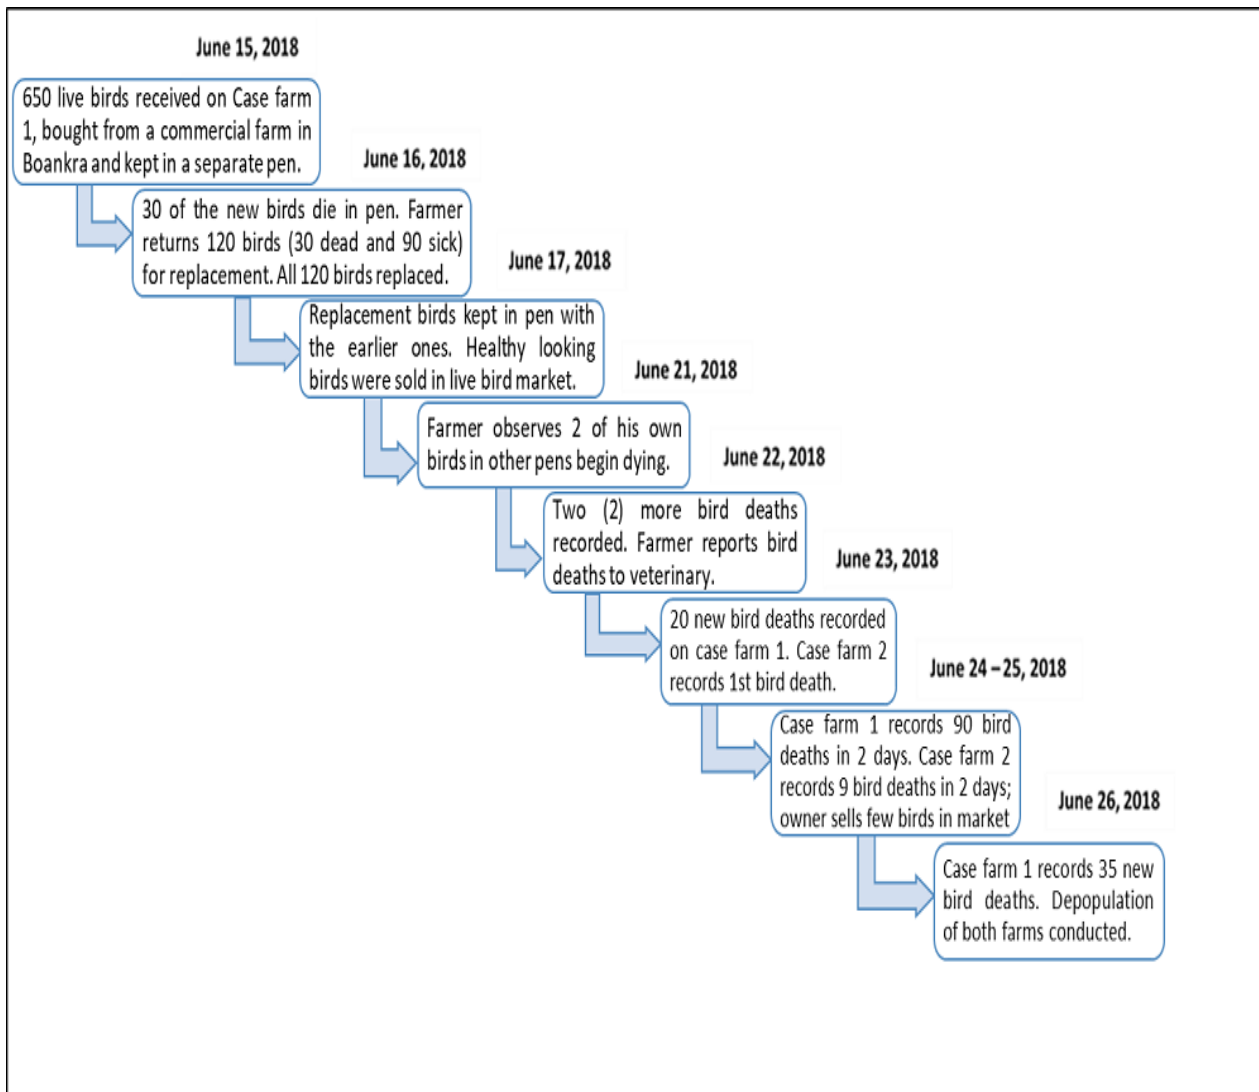 June 15, 2018
650 live birds received on Case farm
1, bought from a commercial farm in
Boankra and kept in a separate pen.
June 16, 2018
30 of the new birds die in pen. Farmer
returns 120 birds (30 dead and 90 sick)
for replacement. All 120 birds replaced.
June 17, 2018
Replacement birds kept in pen with
the earlier ones. Healthy looking
birds were sold in live bird market.
June 21, 2018
Farmer observes 2 of his own
birds in other pens begin dying.
June 22, 2018
Two (2) more bird deaths
recorded. Farmer reports bird
deaths to veterinary.
June 23, 2018
20 new bird deaths recorded
on case farm 1. Case farm 2
records 1st bird death.
June 24 – 25, 2018
Case farm 1 records 90 bird
deaths in 2 days. Case farm 2
records 9 bird deaths in 2 days;
owner sells few birds in market
June 26, 2018
Case farm 1 records 35 new
bird deaths. Depopulation
of both farms conducted.